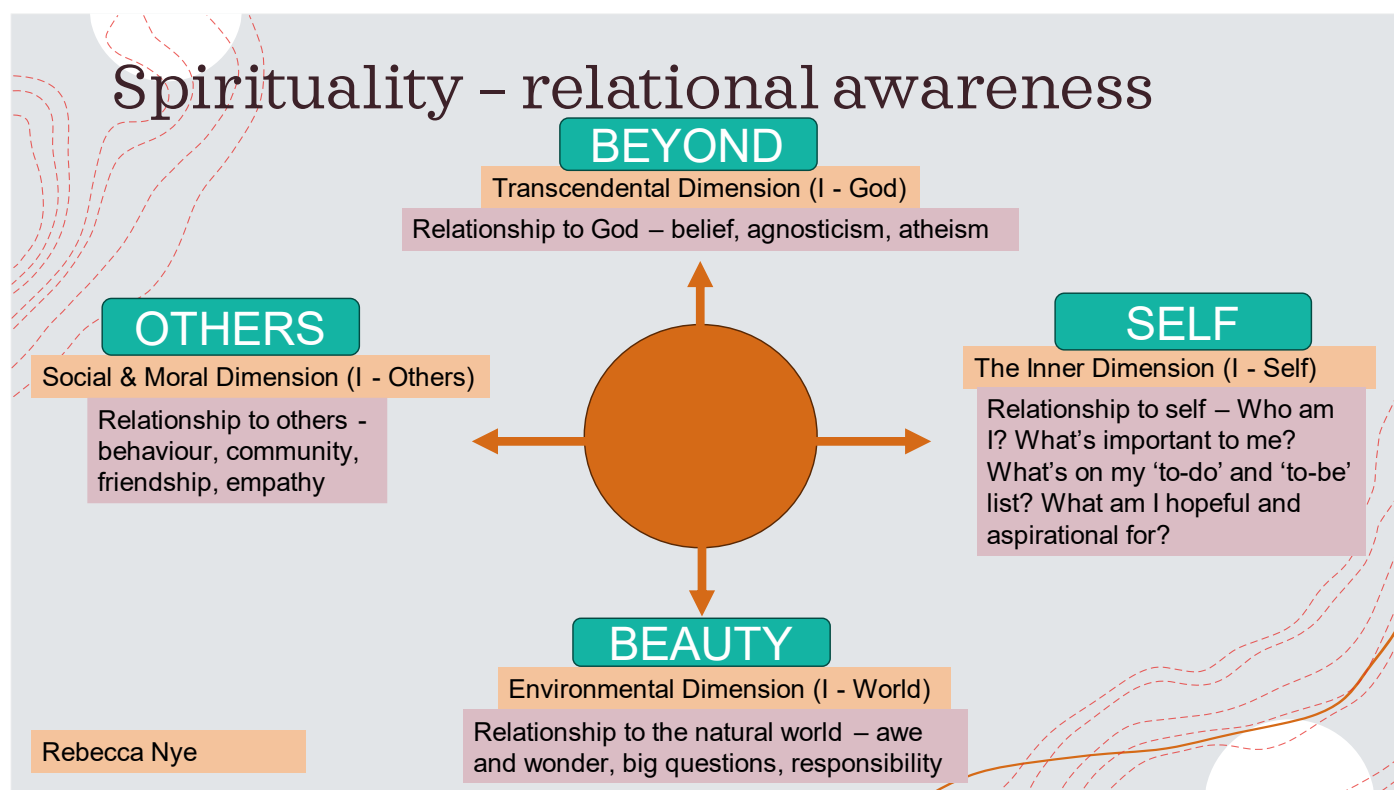 Spirituality – relational awareness
BEYOND
Transcendental Dimension (I - God)
Relationship to God – belief, agnosticism, atheism
OTHERS
Social & Moral Dimension (I - Others)
Relationship to others -
behaviour, community,
friendship, empathy
SELF
The Inner Dimension (I - Self)
Relationship to self – Who am
I? What’s important to me?
What’s on my ‘to-do’ and ‘to-be’
list? What am I hopeful and
aspirational for?
BEAUTY
Environmental Dimension (I - World)
Relationship to the natural world – awe
and wonder, big questions, responsibility
Rebecca Nye